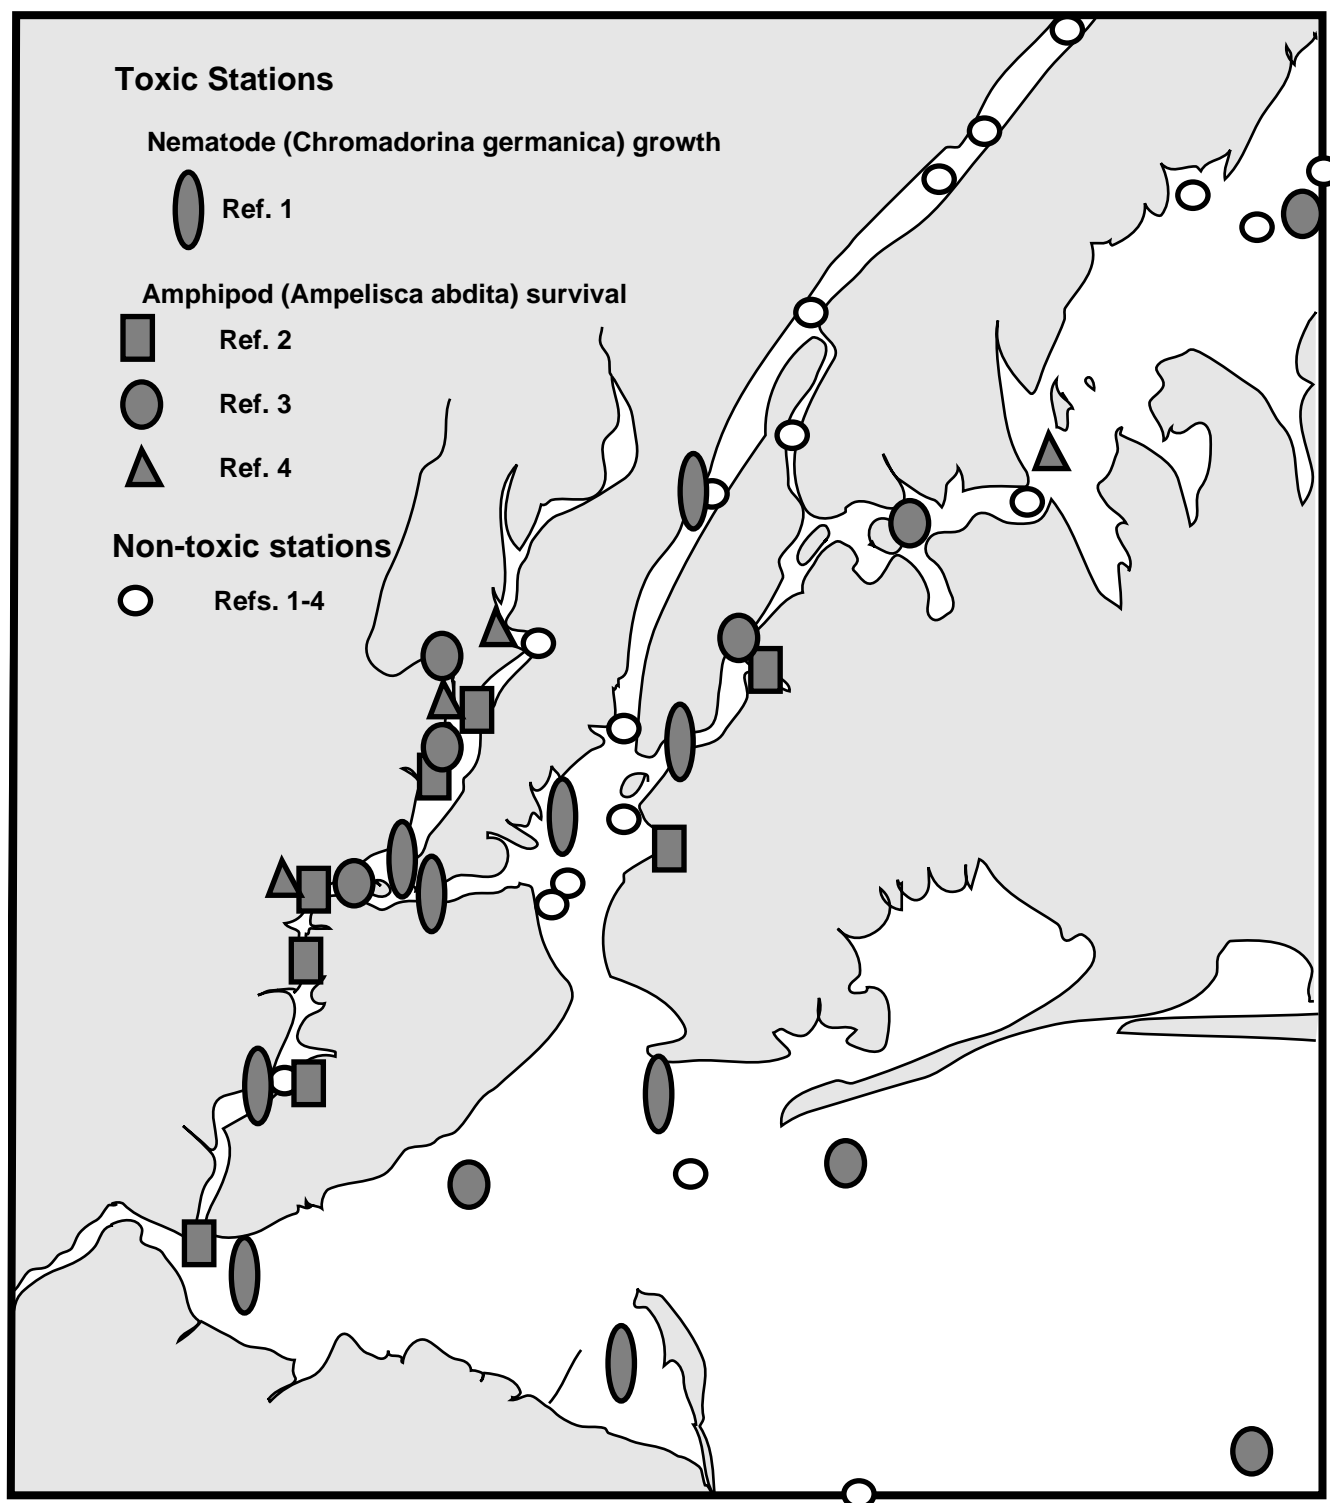 Toxic Stations
Nematode (Chromadorina germanica) growth
Ref. 1
Amphipod (Ampelisca abdita) survival
Ref. 2
Ref. 3
Ref. 4
Non-toxic stations
Refs. 1-4